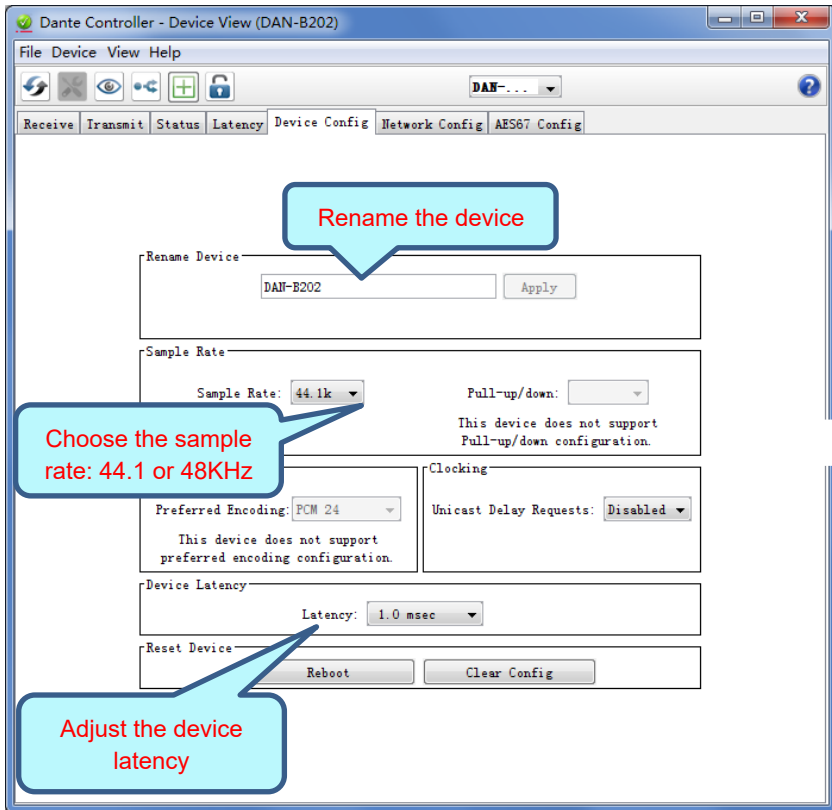 Dante Controller - Device View (DAN-B202)
File Device View Help
DAN-... 
Receive Transmit Status Latency Device Config Network Config AES67 Config
Rename the device
Rename Device
DAN-B202 Apply
Sample Rate
Sample Rate: 44.1k Pull-up/down:
This device does not support
Pull-up/down configuration.
Choose the sample
rate: 44.1 or 48KHz
Clocking
Preferred Encoding: PCM 24 Unicast Delay Requests: Disabled
This device does not support
preferred encoding configuration.
Device Latency
Latency: 1.0 msec
Reset Device
Reboot Clear Config
Adjust the device
latency